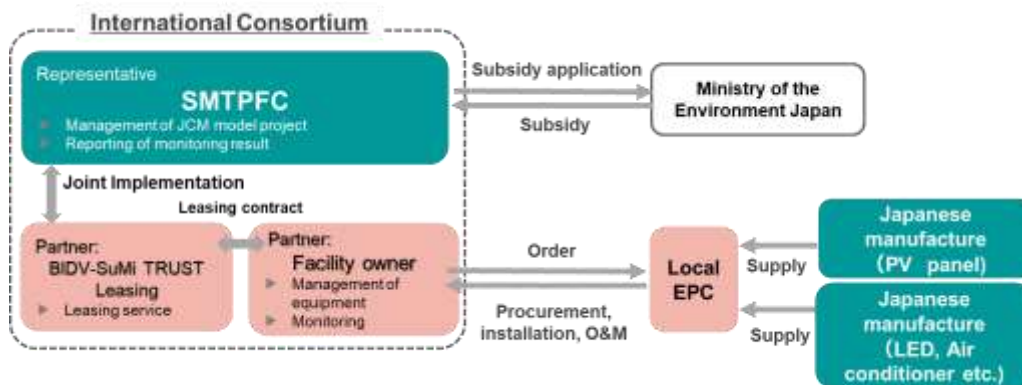 International Consortium
Representative
SMTPFC
Management of JCM model project
Reporting of monitoring result
Subsidy application
Subsidy
Ministry of the
Environment Japan
Joint Implementation
Leasing contract
Partner:
BIDV-SuMi TRUST
Leasing
Leasing service
Partner:
Facility owner
Management of
equipment
Monitoring
Order
Procurement,
installation, O&M
Local
EPC
Supply
Supply
Japanese
manufacture
(PV panel)
Japanese
manufacture
(LED, Air
conditioner etc.)